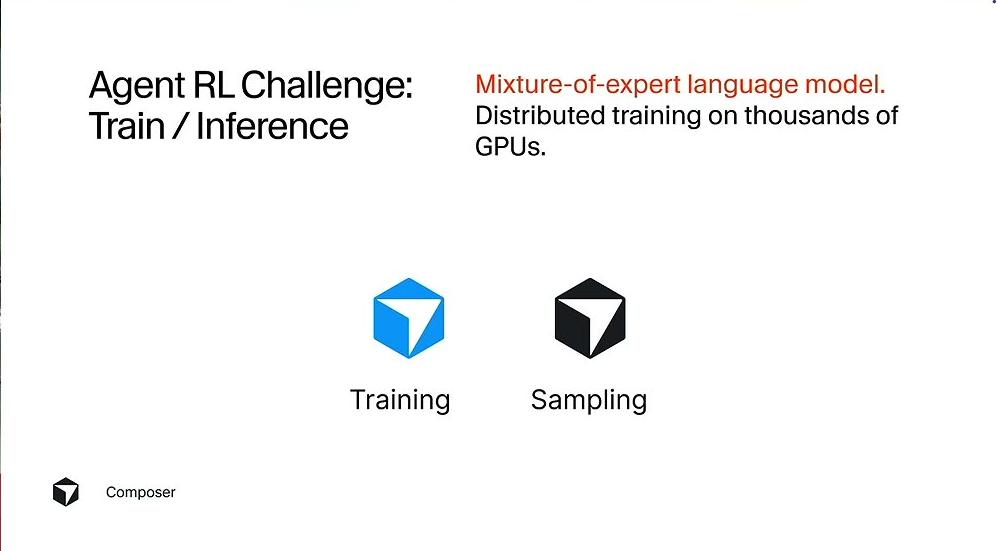 Agent RL Challenge:
Train / Inference
Mixture-of-expert language model.
Distributed training on thousands of
GPUs.
Training
Sampling
Composer